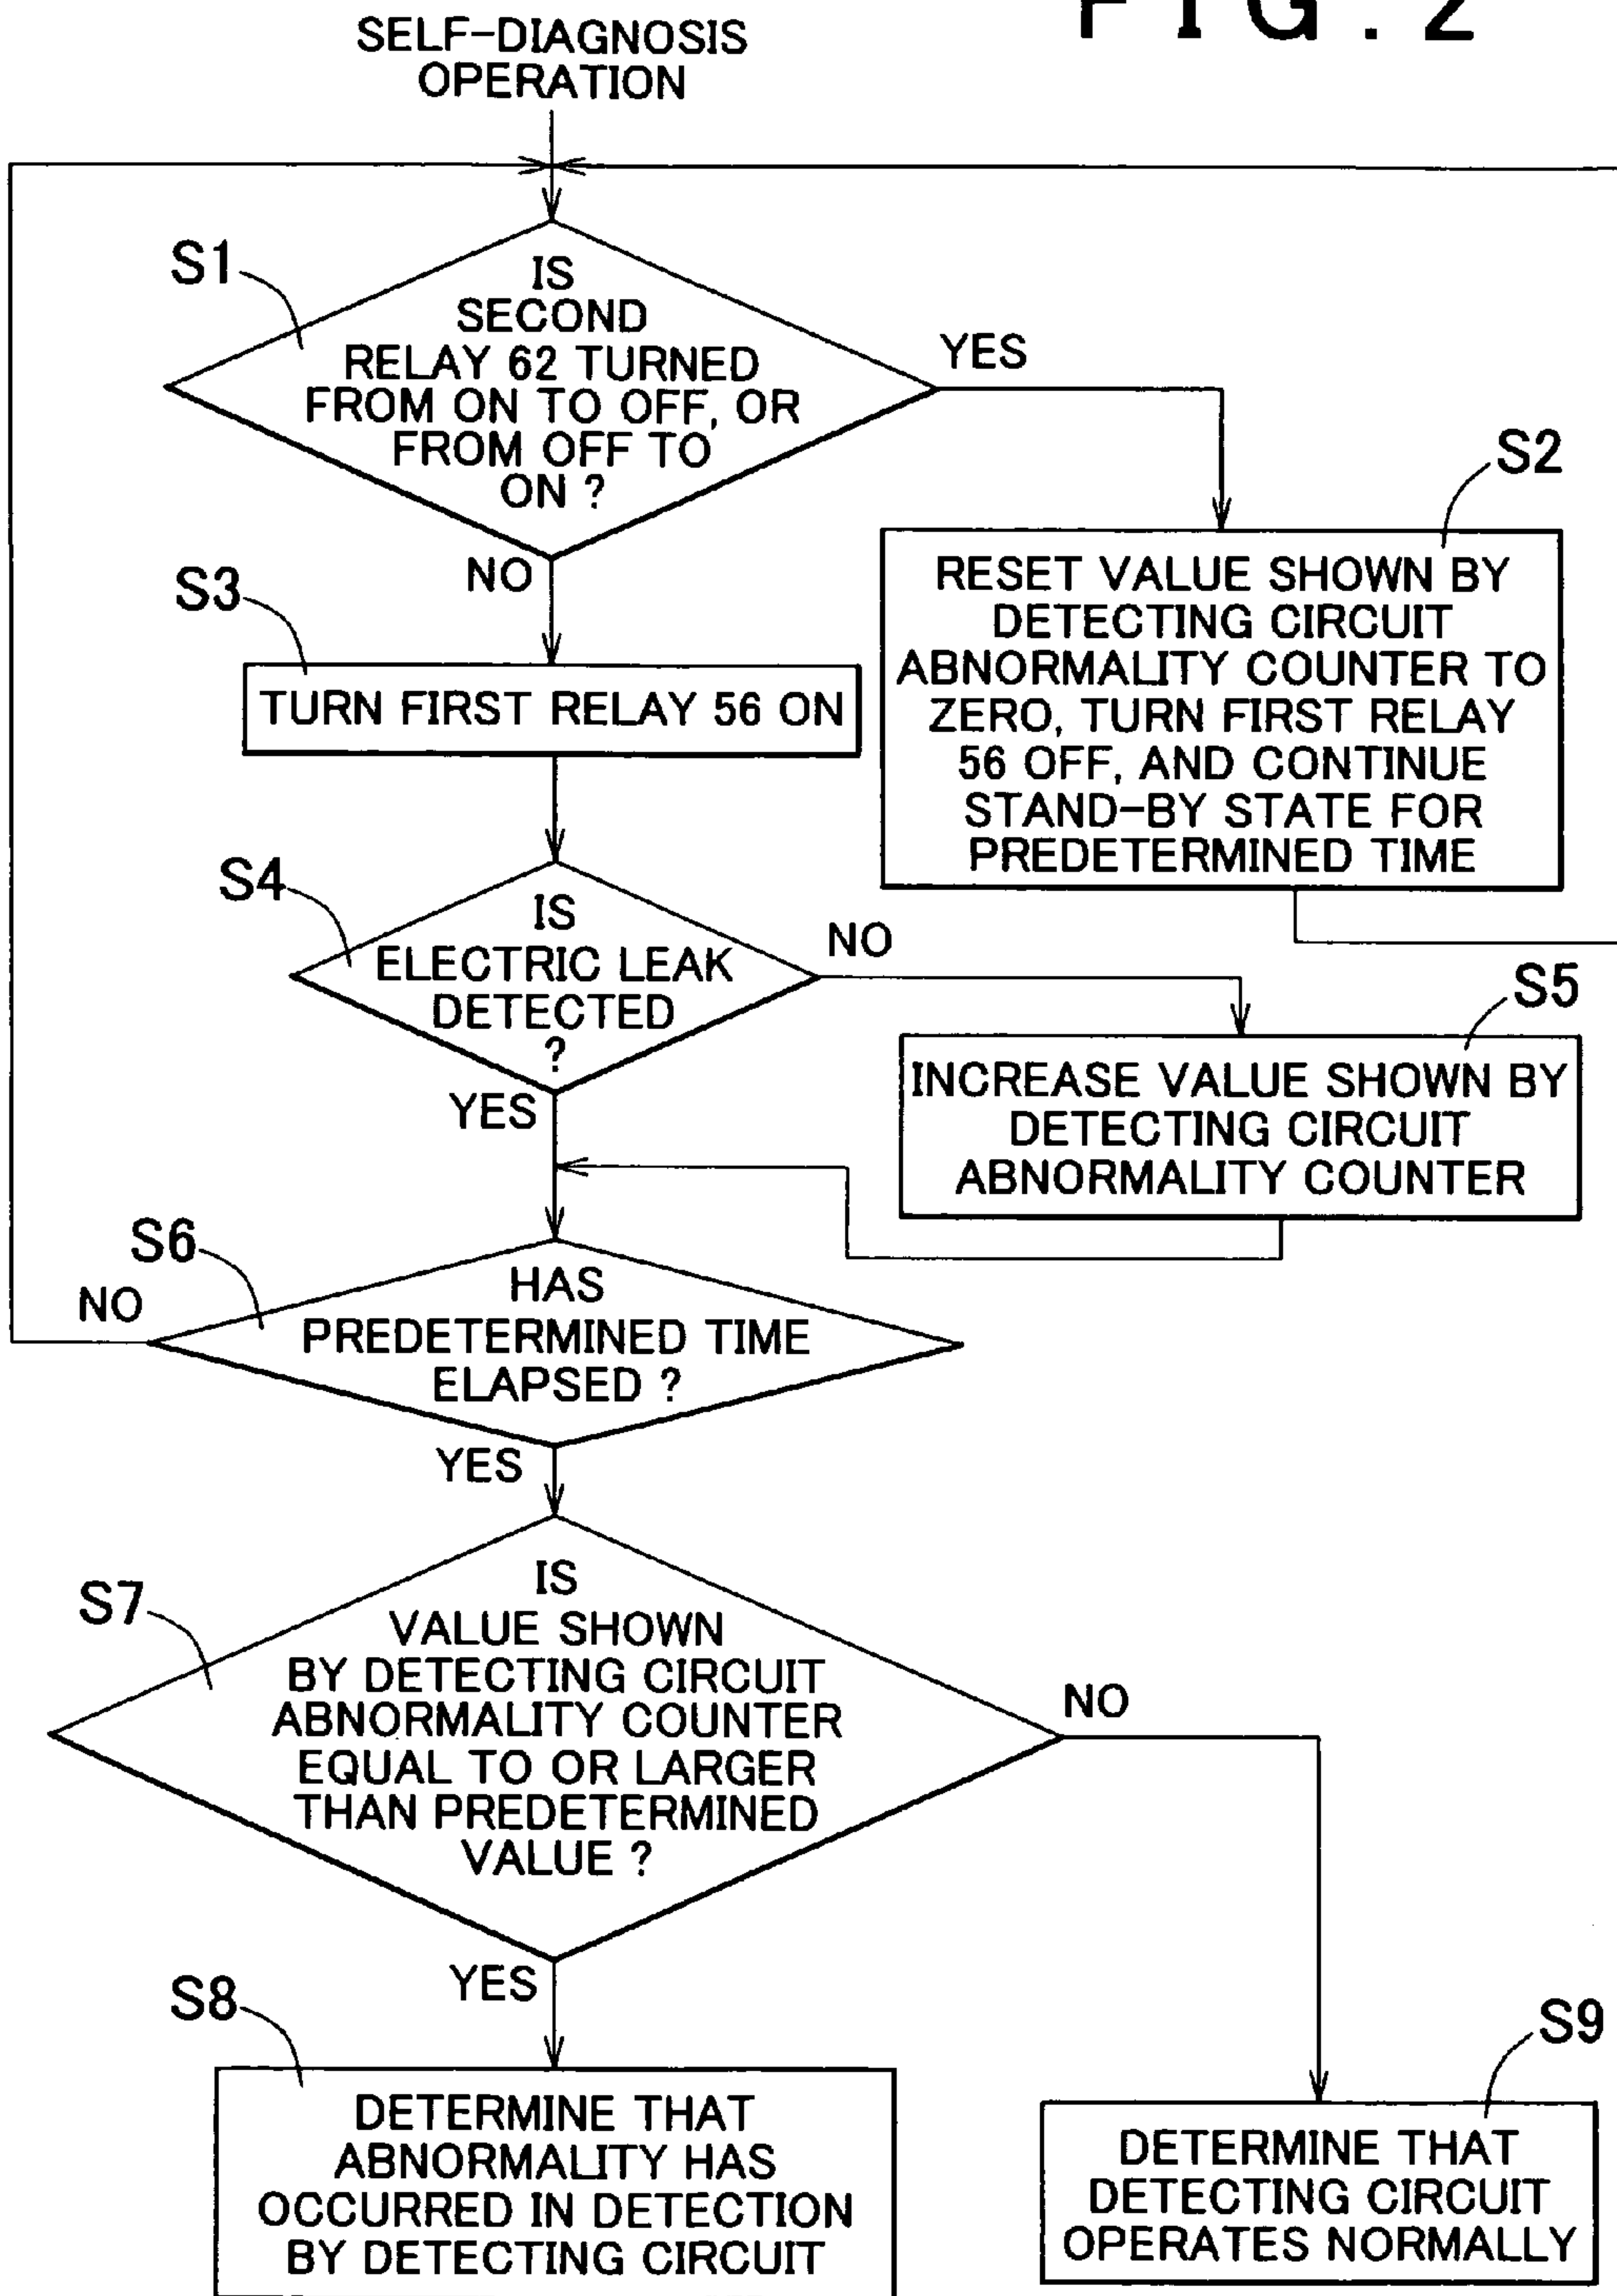 FIG.2
SELF-DIAGNOSIS
OPERATION
S1
IS
SECOND
RELAY 62 TURNED
FROM ON TO OFF, OR
FROM OFF TO
ON ?
YES
NO
S2
RESET VALUE SHOWN BY
DETECTING CIRCUIT
ABNORMALITY COUNTER TO
ZERO, TURN FIRST RELAY
56 OFF, AND CONTINUE
STAND-BY STATE FOR
PREDETERMINED TIME
S3
TURN FIRST RELAY 56 ON
S4
IS
ELECTRIC LEAK
DETECTED
?
NO
YES
S5
INCREASE VALUE SHOWN BY
DETECTING CIRCUIT
ABNORMALITY COUNTER
S6
HAS
PREDETERMINED TIME
ELAPSED ?
NO
YES
S7
IS
VALUE SHOWN
BY DETECTING CIRCUIT
ABNORMALITY COUNTER
EQUAL TO OR LARGER
THAN PREDETERMINED
VALUE ?
NO
YES
S8
DETERMINE THAT
ABNORMALITY HAS
OCCURRED IN DETECTION
BY DETECTING CIRCUIT
S9
DETERMINE THAT
DETECTING CIRCUIT
OPERATES NORMALLY